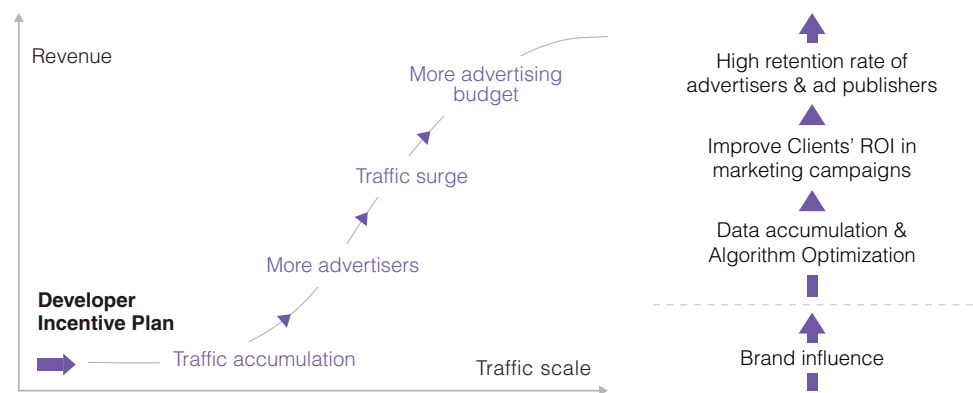 Revenue
More advertising
budget
Traffic surge
More advertisers
Developer
Incentive Plan
Traffic accumulation
Traffic scale
High retention rate of
advertisers & ad publishers
Improve Clients’ ROI in
marketing campaigns
Data accumulation &
Algorithm Optimization
Brand influence